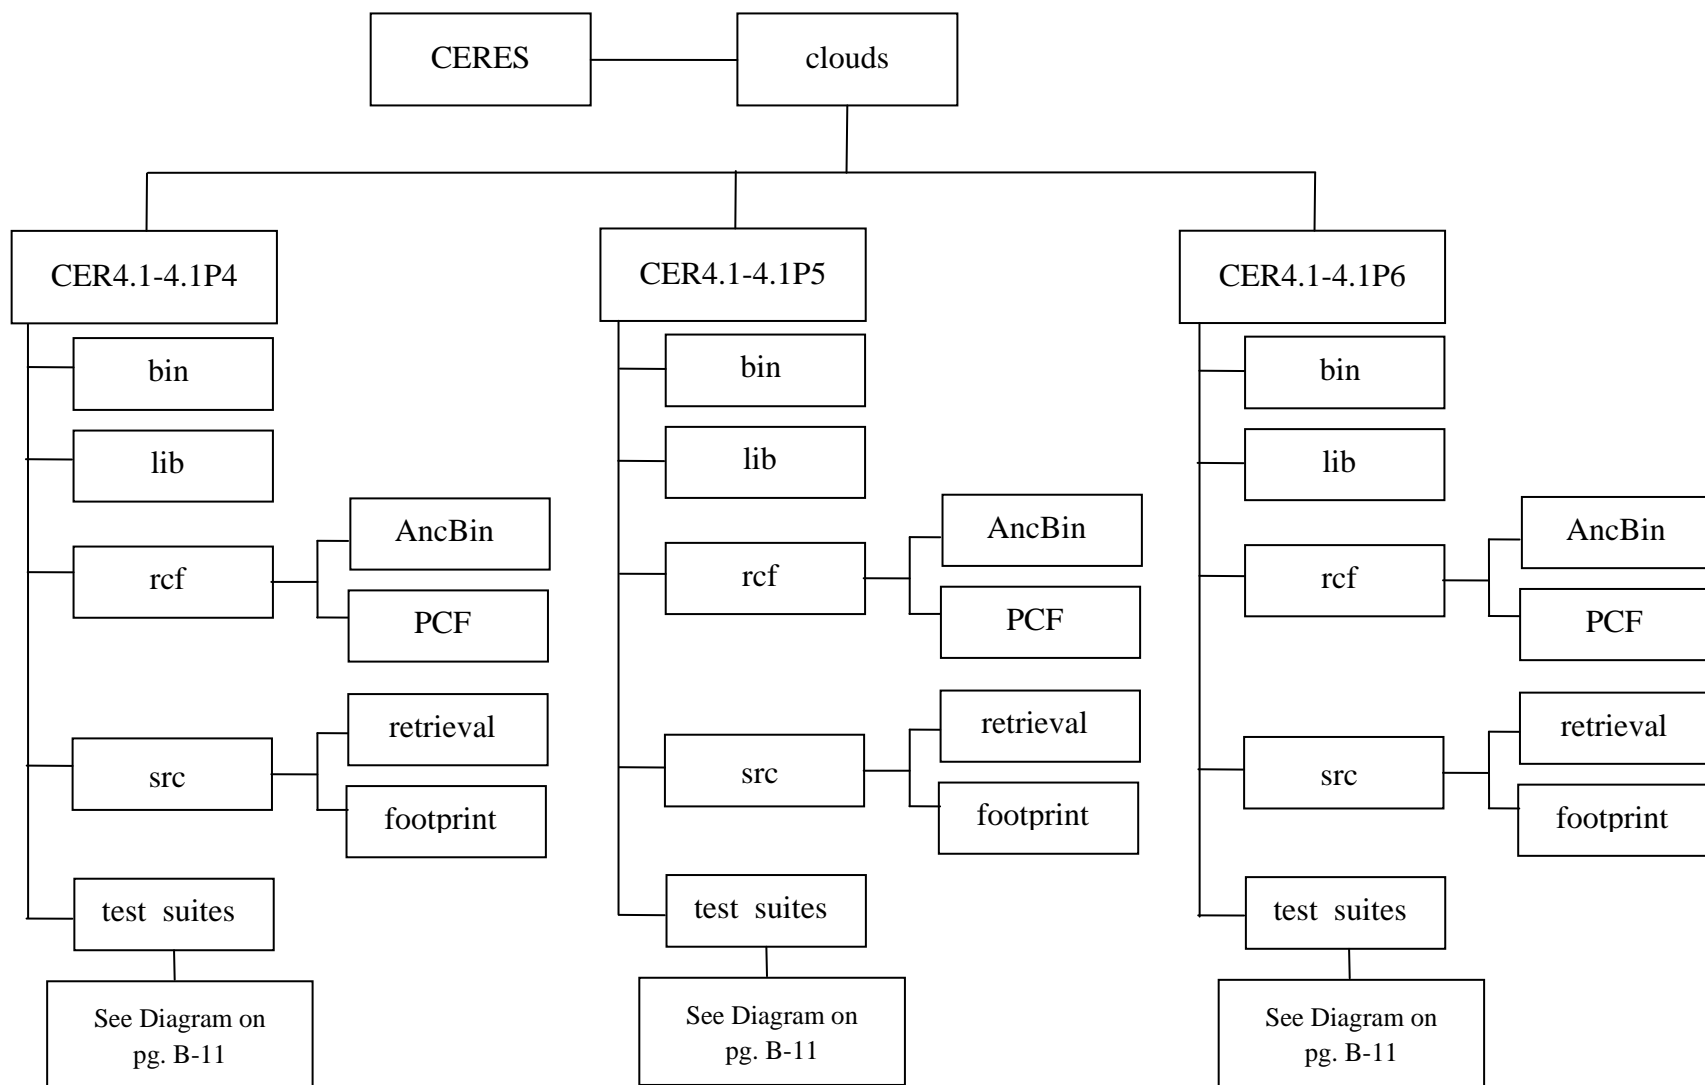 CERES
clouds
CER4.1-4.1P4
bin
lib
rcf
AncBin
PCF
src
retrieval
footprint
test suites
See Diagram on
pg. B-11
CER4.1-4.1P5
bin
lib
rcf
AncBin
PCF
src
retrieval
footprint
test suites
See Diagram on
pg. B-11
CER4.1-4.1P6
bin
lib
rcf
AncBin
PCF
src
retrieval
footprint
test suites
See Diagram on
pg. B-11